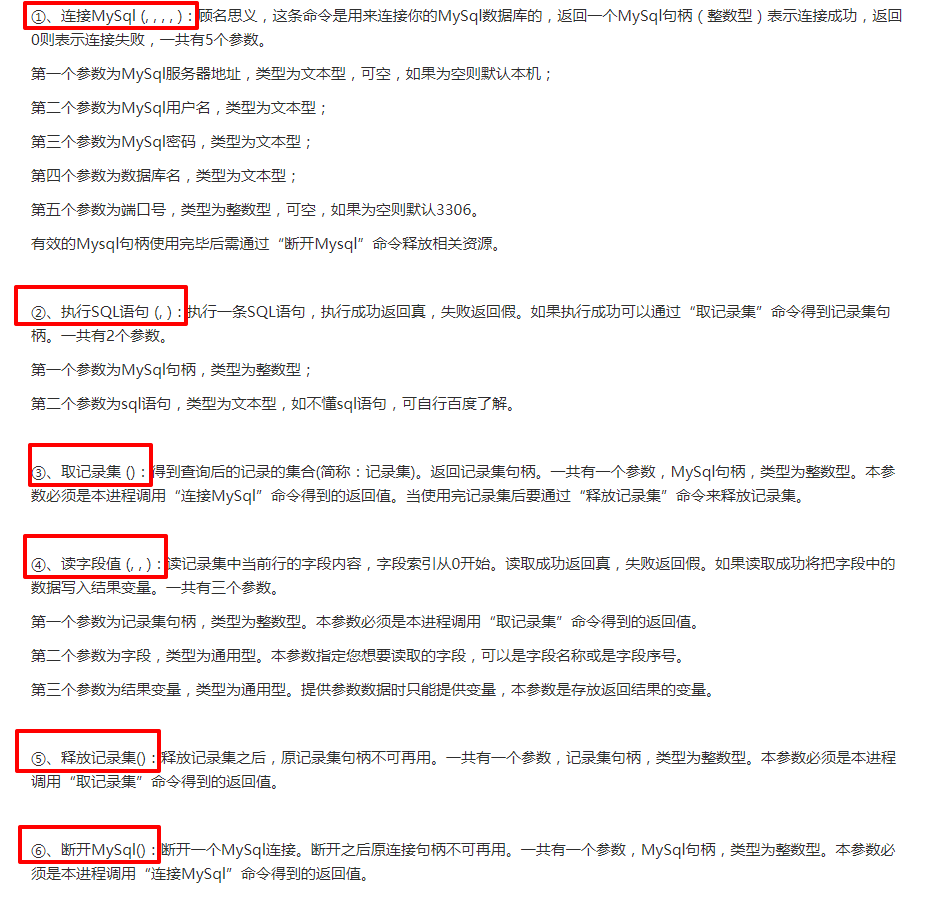 ①、连接MySql (, , , , )：顾名思义，这条命令是用来连接你的MySql数据库的，返回一个MySql句柄（整数型）表示连接成功，返回
0则表示连接失败，一共有5个参数。
第一个参数为MySql服务器地址，类型为文本型，可空，如果为空则默认本机；
第二个参数为MySql用户名，类型为文本型；
第三个参数为MySql密码，类型为文本型；
第四个参数为数据库名，类型为文本型；
第五个参数为端口号，类型为整数型，可空，如果为空则默认3306。
有效的Mysql句柄使用完毕后需通过“断开Mysql”命令释放相关资源。
②、执行SQL语句 (, )：执行一条SQL语句，执行成功返回真，失败返回假。如果执行成功可以通过“取记录集”命令得到记录集句
柄。一共有2个参数。
第一个参数为MySql句柄，类型为整数型；
第二个参数为sql语句，类型为文本型，如不懂sql语句，可自行百度了解。
③、取记录集 ()：得到查询后的记录的集合(简称：记录集)。返回记录集句柄。一共有一个参数，MySql句柄，类型为整数型。本参
数必须是本进程调用“连接MySql”命令得到的返回值。当使用完记录集后要通过“释放记录集”命令来释放记录集。
④、读字段值 (, , )：读记录集中当前行的字段内容，字段索引从0开始。读取成功返回真，失败返回假。如果读取成功将把字段中的
数据写入结果变量。一共有三个参数。
第一个参数为记录集句柄，类型为整数型。本参数必须是本进程调用“取记录集”命令得到的返回值。
第二个参数为字段，类型为通用型。本参数指定您想要读取的字段，可以是字段名称或是字段序号。
第三个参数为结果变量，类型为通用型。提供参数数据时只能提供变量，本参数是存放返回结果的变量。
⑤、释放记录集()：释放记录集之后，原记录集句柄不可再用。一共有一个参数，记录集句柄，类型为整数型。本参数必须是本进程
调用“取记录集”命令得到的返回值。
⑥、断开MySql()：断开一个MySql连接。断开之后原连接句柄不可再用。一共有一个参数，MySql句柄，类型为整数型。本参数必
须是本进程调用“连接MySql”命令得到的返回值。